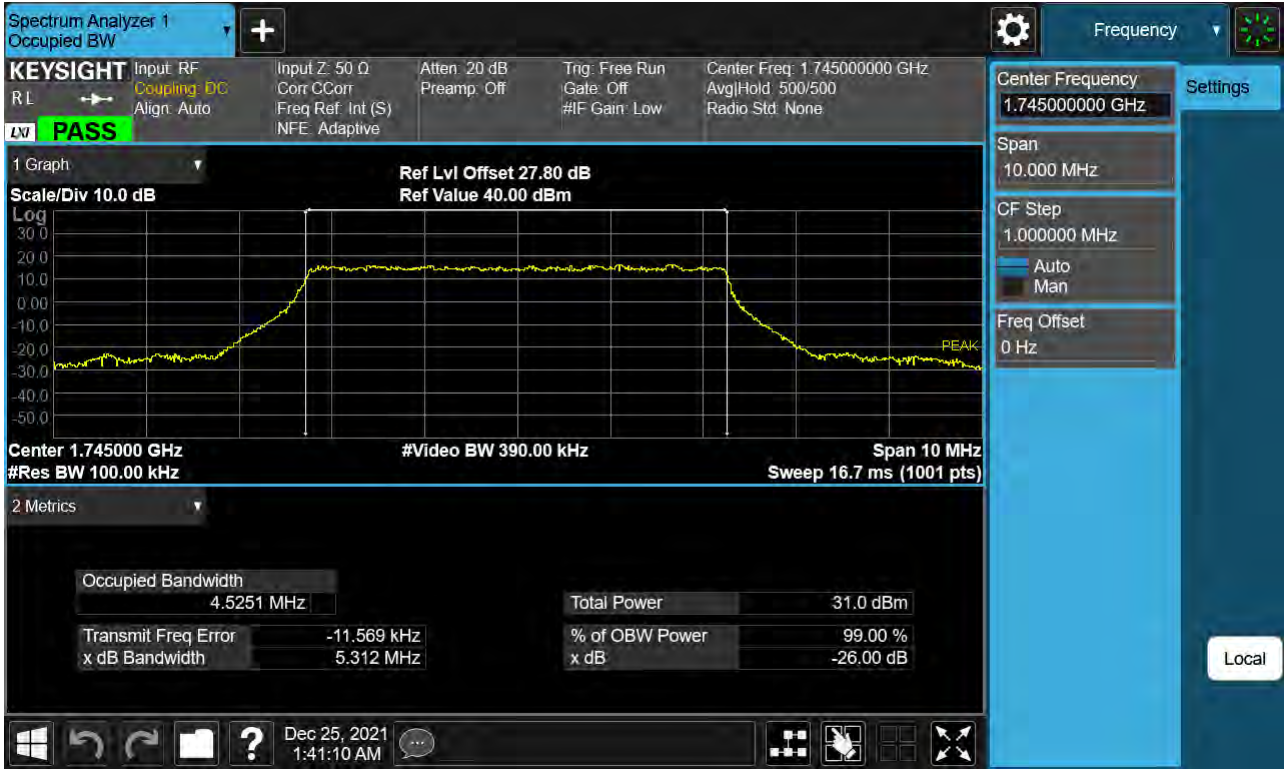 Spectrum Analyzer 1
Occupied BW
Frequency
KEYSIGHT
RL
LXI
PASS
Input: RF
Coupling: DC
Align: Auto
Input Z: 50 Ω
Corr CCorr
Freq Ref: Int (S)
NFE: Adaptive
Atten: 20 dB
Preamp: Off
Trig: Free Run
Gate: Off
#IF Gain: Low
Center Freq: 1.745000000 GHz
Avg|Hold: 500/500
Radio Std: None
1 Graph
Scale/Div 10.0 dB
Ref Lvl Offset 27.80 dB
Ref Value 40.00 dBm
Log
30.0
20.0
10.0
0.00
-10.0
-20.0
-30.0
-40.0
-50.0
PEAK
Center 1.745000 GHz
#Video BW 390.00 kHz
Span 10 MHz
#Res BW 100.00 kHz
Sweep 16.7 ms (1001 pts)
2 Metrics
Occupied Bandwidth
4.5251 MHz
Total Power 31.0 dBm
Transmit Freq Error -11.569 kHz
% of OBW Power 99.00 %
x dB Bandwidth 5.312 MHz
x dB -26.00 dB
Center Frequency
1.745000000 GHz
Settings
Span
10.000 MHz
CF Step
1.000000 MHz
Auto
Man
Freq Offset
0 Hz
Local
?
Dec 25, 2021
1:41:10 AM